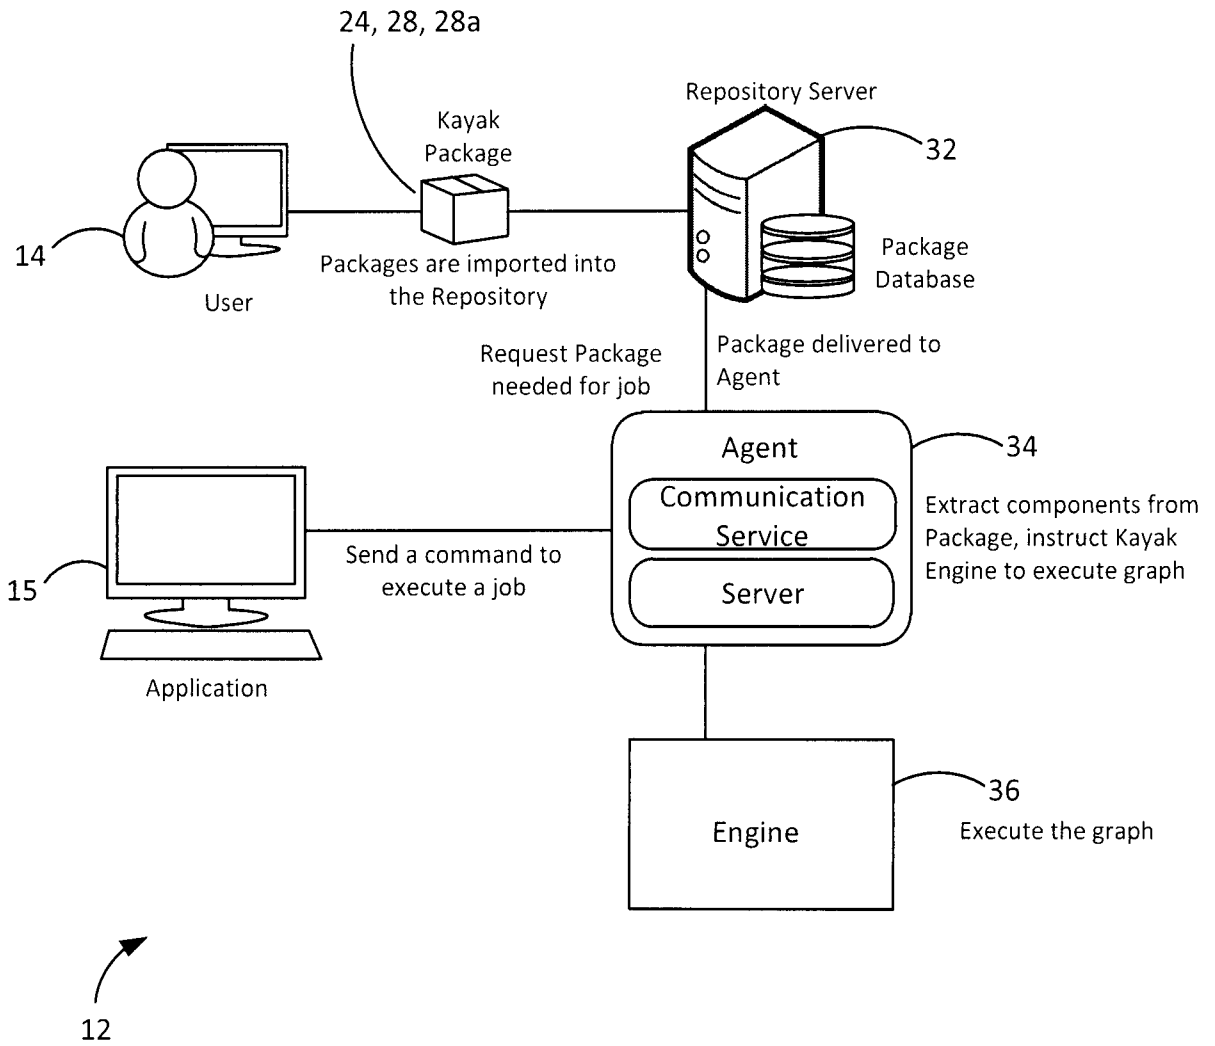 24, 28, 28a
Repository Server
Kayak
Package
32
14
User
Packages are imported into
the Repository
Package
Database
Request Package
needed for job
Package delivered to
Agent
Agent
34
Communication
Service
Server
Extract components from
Package, instruct Kayak
Engine to execute graph
15
Send a command to
execute a job
Application
Engine
36
Execute the graph
12